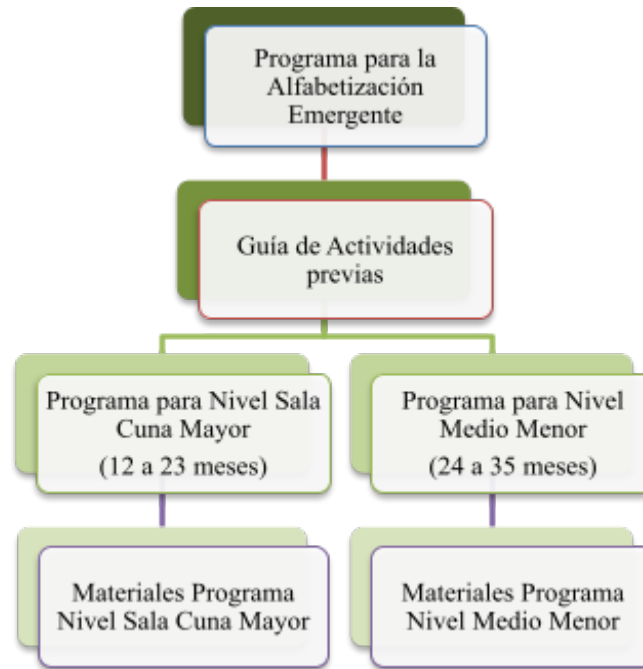 Programa para la
Alfabetización
Emergente
Guía de Actividades
previas
Programa para Nivel Sala
Cuna Mayor
(12 a 23 meses)
Programa para Nivel
Medio Menor
(24 a 35 meses)
Materiales Programa
Nivel Sala Cuna Mayor
Materiales Programa
Nivel Medio Menor